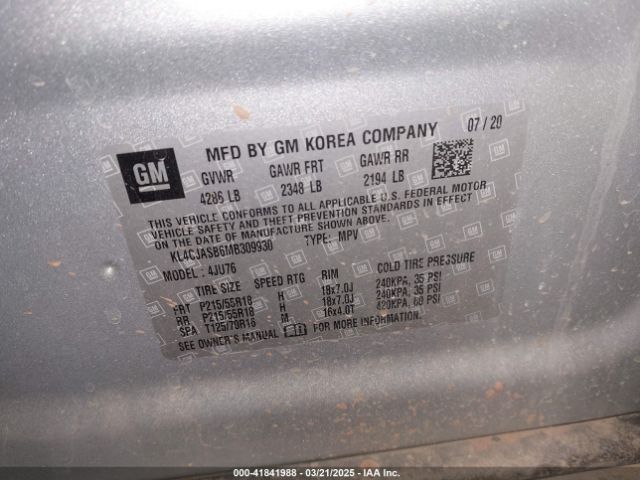 GM
MFD BY GM KOREA COMPANY 07/20
GVWR GAWR FRT GAWR RR
4286 LB 2348 LB 2194 LB
THIS VEHICLE CONFORMS TO ALL APPLICABLE U.S. FEDERAL MOTOR
VEHICLE SAFETY AND THEFT PREVENTION STANDARDS IN EFFECT
ON THE DATE OF MANUFACTURE SHOWN ABOVE.
KL4CJASB6MB309930 TYPE: MPV
MODEL: 4JU76
TIRE SIZE SPEED RTG RIM COLD TIRE PRESSURE
FRT P215/55R18 H 18x7.0J 240KPA, 35 PSI
RR P215/55R18 H 18x7.0J 240KPA, 35 PSI
SPA T125/70R16 M 16x4.0T 420KPA, 60 PSI
SEE OWNER'S MANUAL FOR MORE INFORMATION.
000-41841988 — 03/21/2025 - IAA Inc.